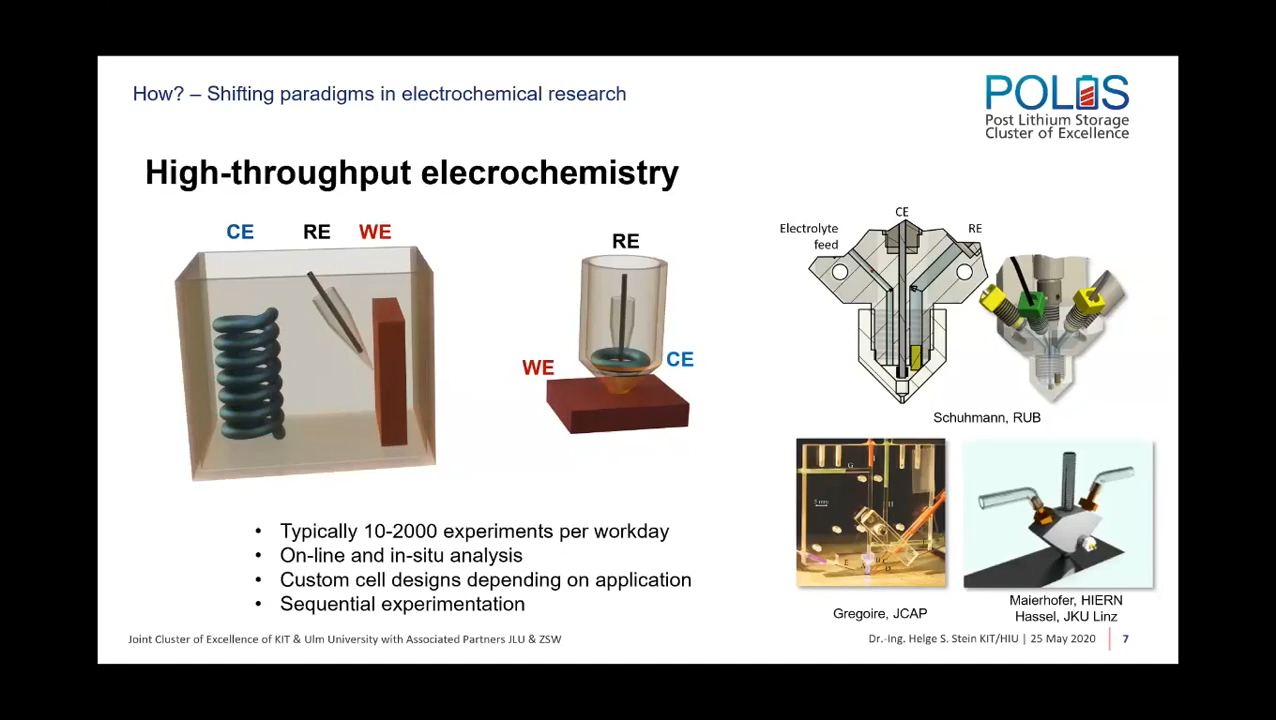 How? – Shifting paradigms in electrochemical research
POLiS
Post Lithium Storage
Cluster of Excellence
High-throughput elecrochemistry
CE RE WE
RE
WE
CE
CE
Electrolyte
feed
RE
Schuhmann, RUB
Typically 10-2000 experiments per workday
On-line and in-situ analysis
Custom cell designs depending on application
Sequential experimentation
Gregoire, JCAP
Maierhofer, HIERN
Hassel, JKU Linz
Joint Cluster of Excellence of KIT & Ulm University with Associated Partners JLU & ZSW
Dr.-Ing. Helge S. Stein KIT/HIU | 25 May 2020 7